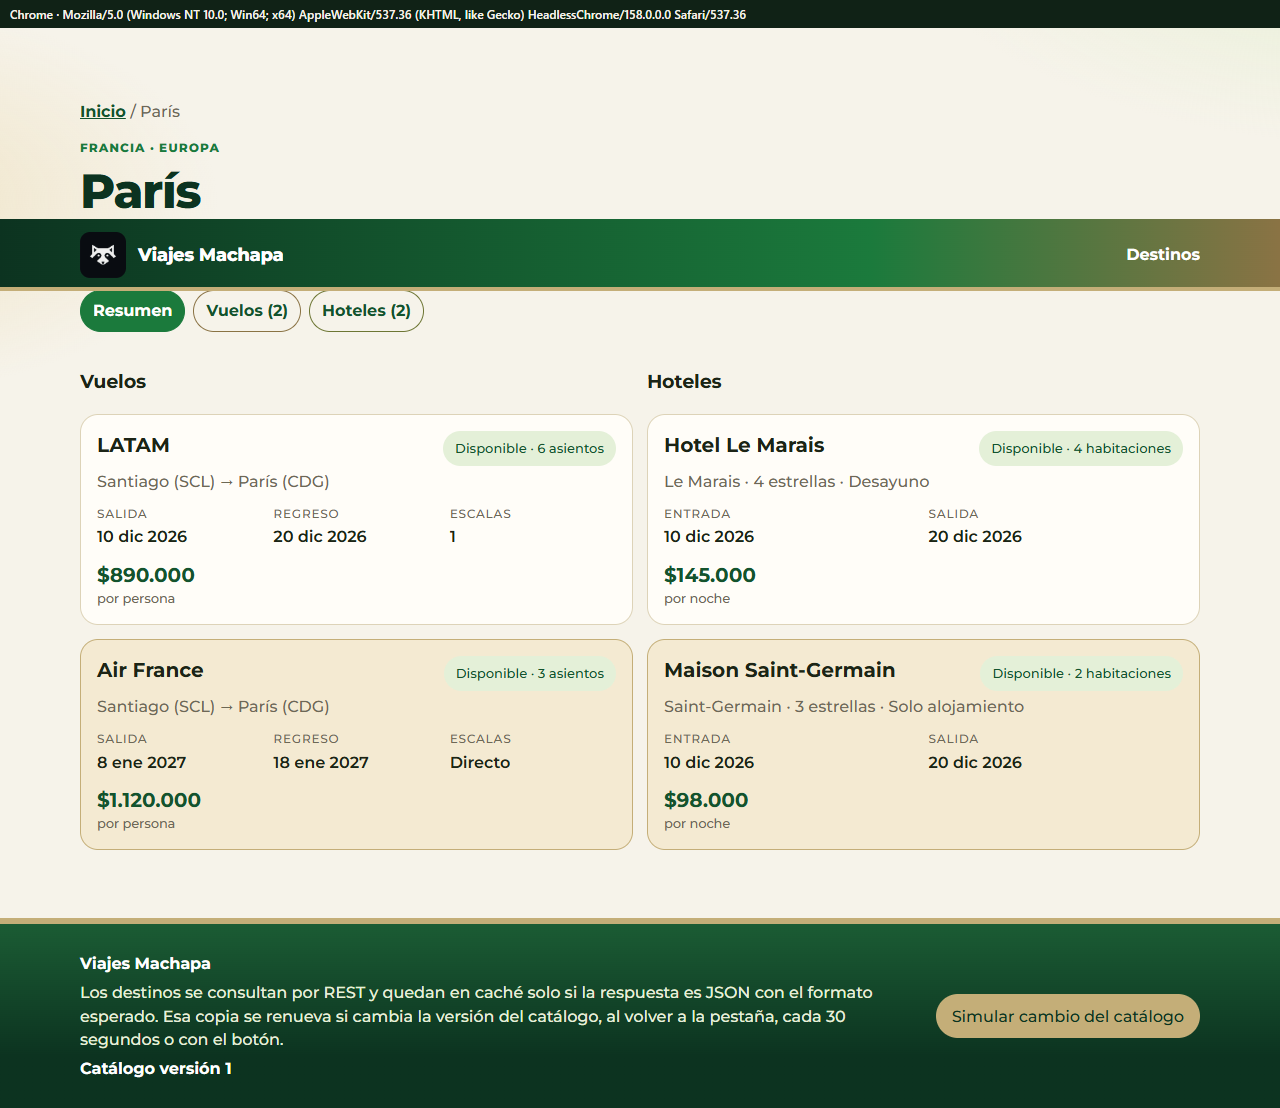 Chrome · Mozilla/5.0 (Windows NT 10.0; Win64; x64) AppleWebKit/537.36 (KHTML, like Gecko) HeadlessChrome/158.0.0.0 Safari/537.36
Inicio / París
FRANCIA · EUROPA
París
Viajes Machapa
Destinos
Resumen
Vuelos (2)
Hoteles (2)
Vuelos
LATAM
Disponible · 6 asientos
Santiago (SCL) → París (CDG)
SALIDA REGRESO ESCALAS
10 dic 2026 20 dic 2026 1
$890.000
por persona
Air France
Disponible · 3 asientos
Santiago (SCL) → París (CDG)
SALIDA REGRESO ESCALAS
8 ene 2027 18 ene 2027 Directo
$1.120.000
por persona
Hoteles
Hotel Le Marais
Disponible · 4 habitaciones
Le Marais · 4 estrellas · Desayuno
ENTRADA SALIDA
10 dic 2026 20 dic 2026
$145.000
por noche
Maison Saint-Germain
Disponible · 2 habitaciones
Saint-Germain · 3 estrellas · Solo alojamiento
ENTRADA SALIDA
10 dic 2026 20 dic 2026
$98.000
por noche
Viajes Machapa
Los destinos se consultan por REST y quedan en caché solo si la respuesta es JSON con el formato
esperado. Esa copia se renueva si cambia la versión del catálogo, al volver a la pestaña, cada 30
segundos o con el botón.
Catálogo versión 1
Simular cambio del catálogo